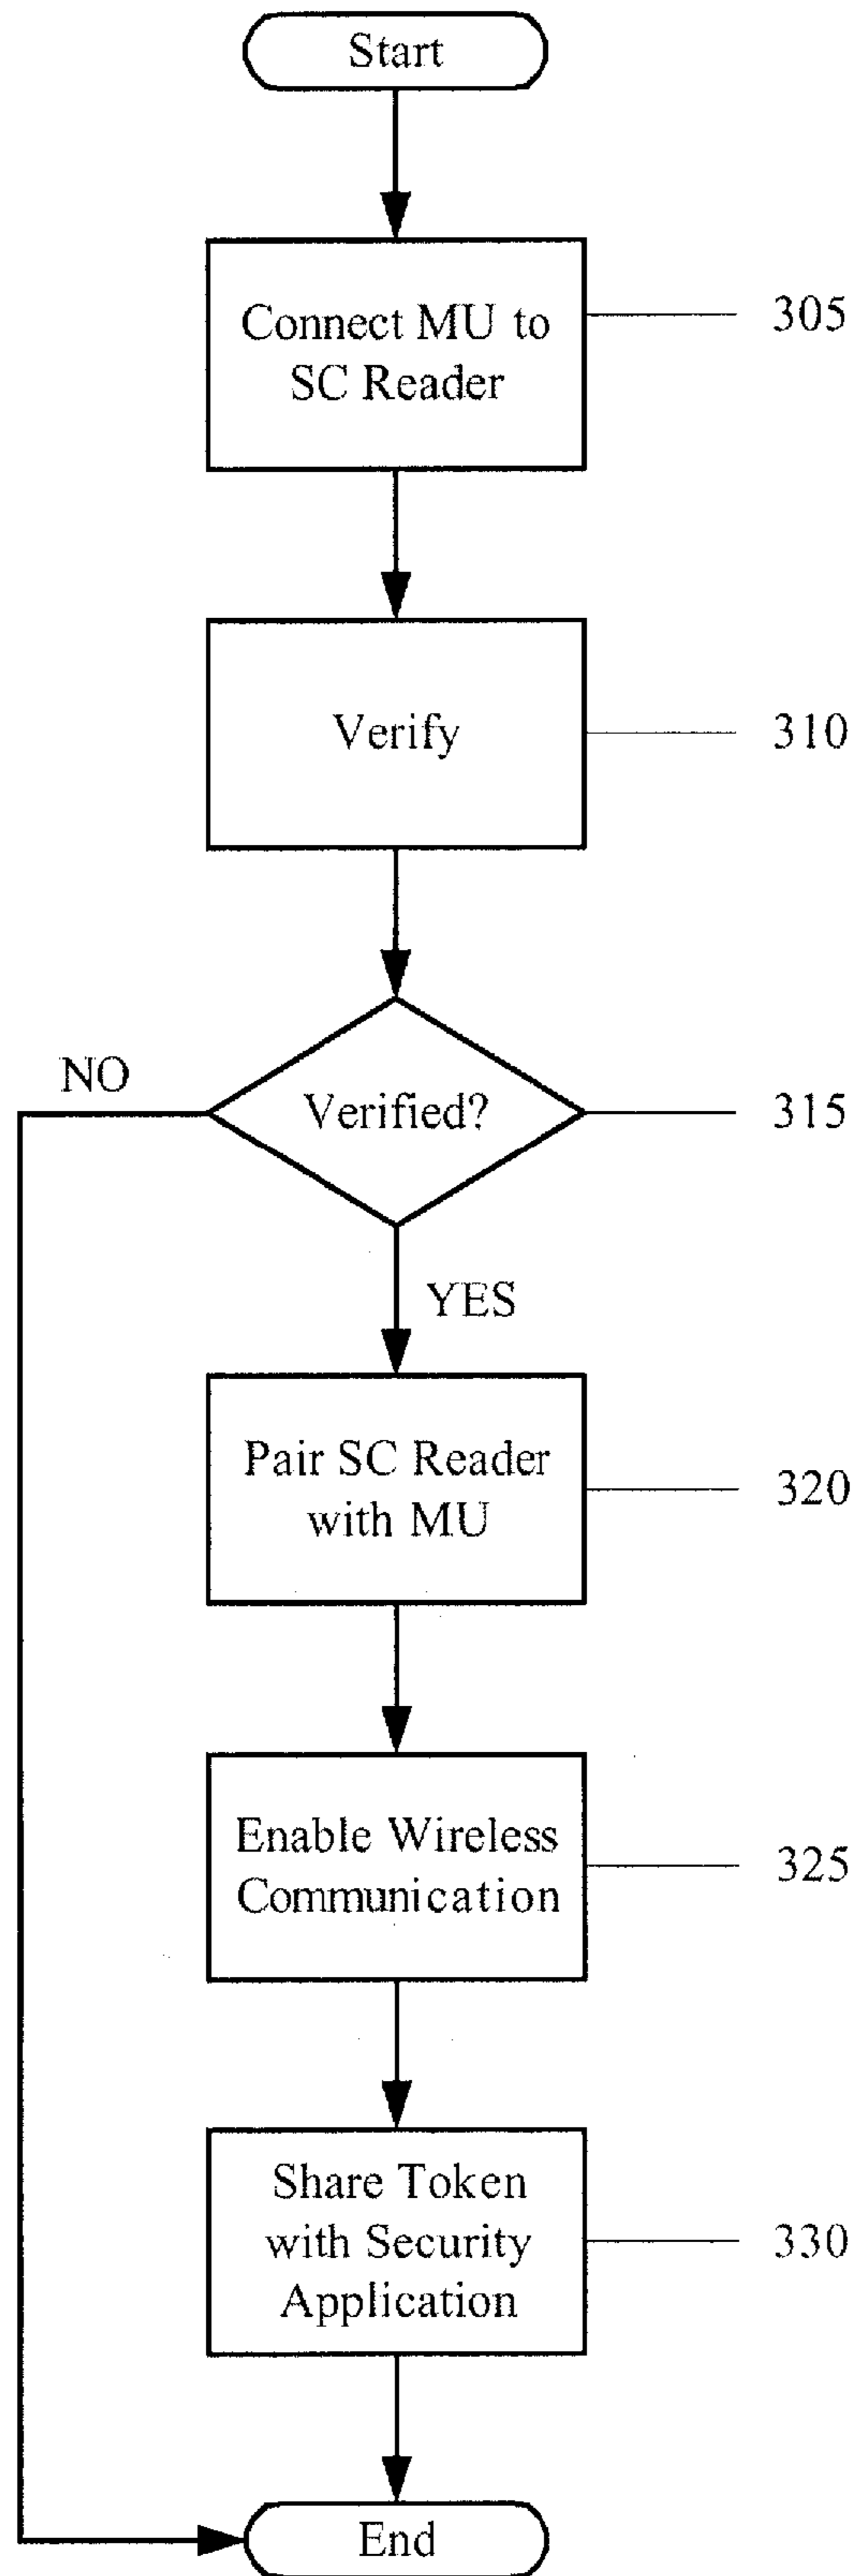 Start
Connect MU to
SC Reader
305
Verify
310
NO
Verified?
315
YES
Pair SC Reader
with MU
320
Enable Wireless
Communication
325
Share Token
with Security
Application
330
End